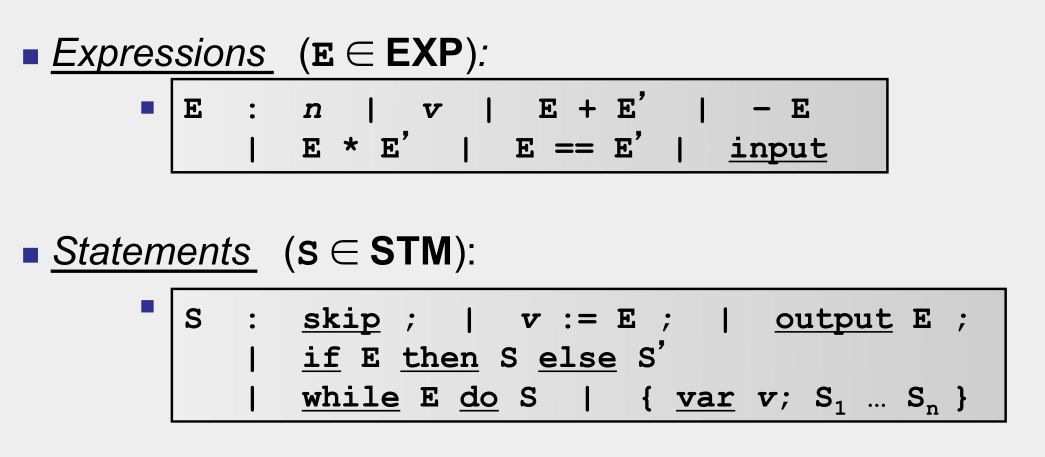 Expressions (E ∈ EXP):
E : n | v | E + E’ | - E
| E * E’ | E == E’ | input
Statements (S ∈ STM):
S : skip ; | v := E ; | output E ;
| if E then S else S’
| while E do S | { var v; S₁ … Sₙ }